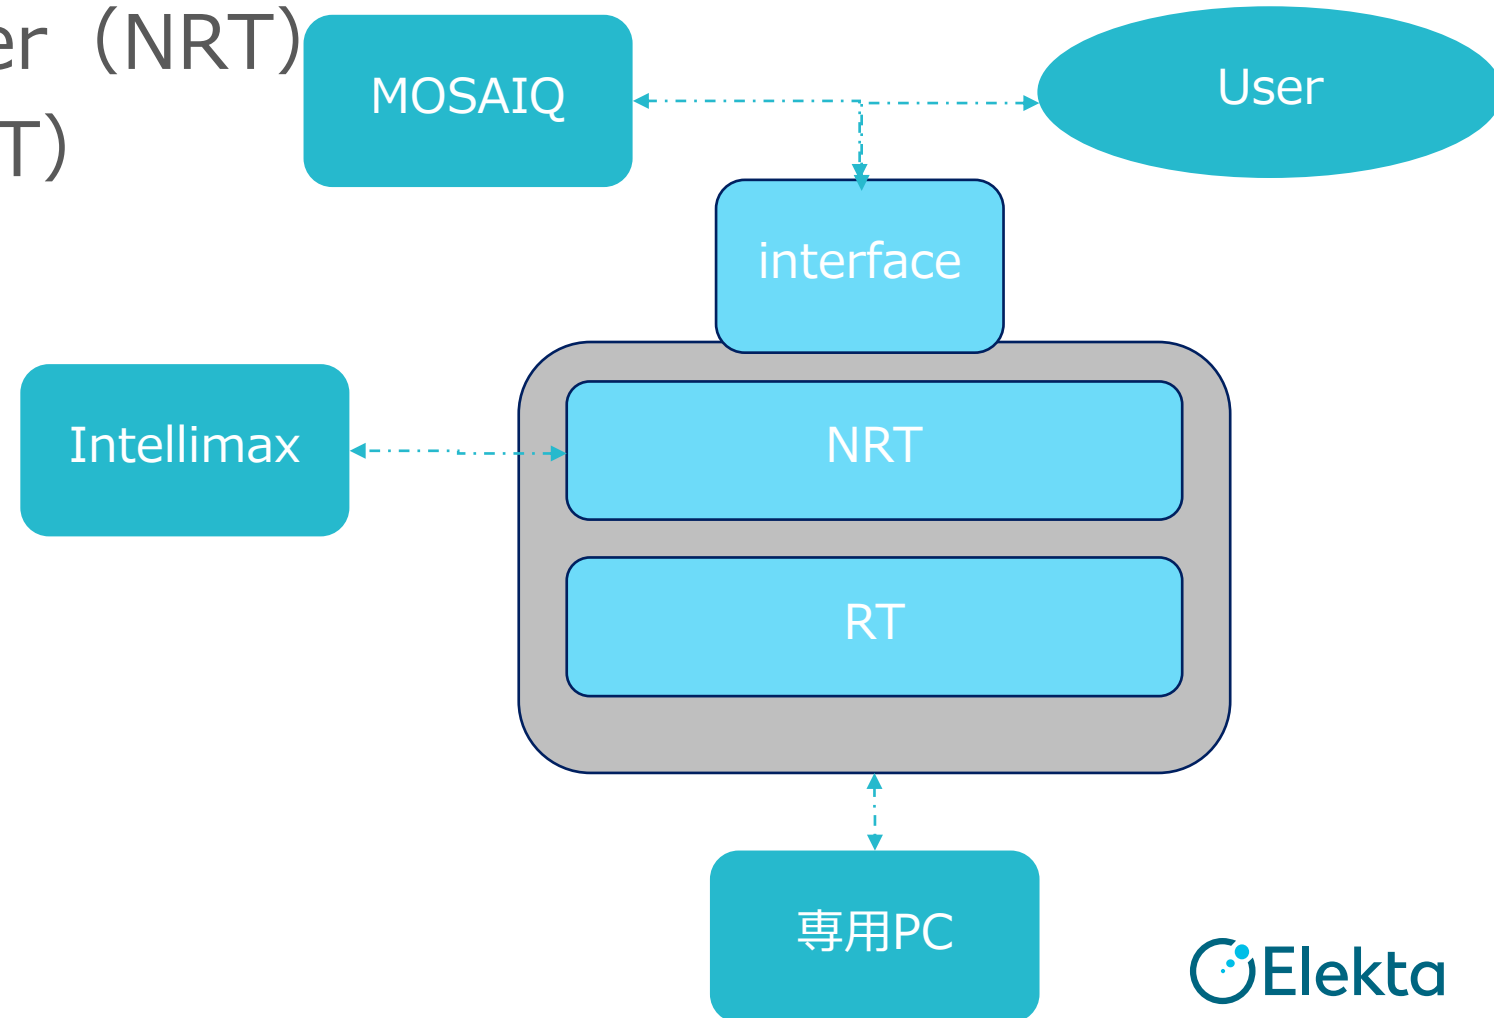 er（NRT）
T）
MOSAIQ
User
interface
Intellimax
NRT
RT
専用PC
Elekta